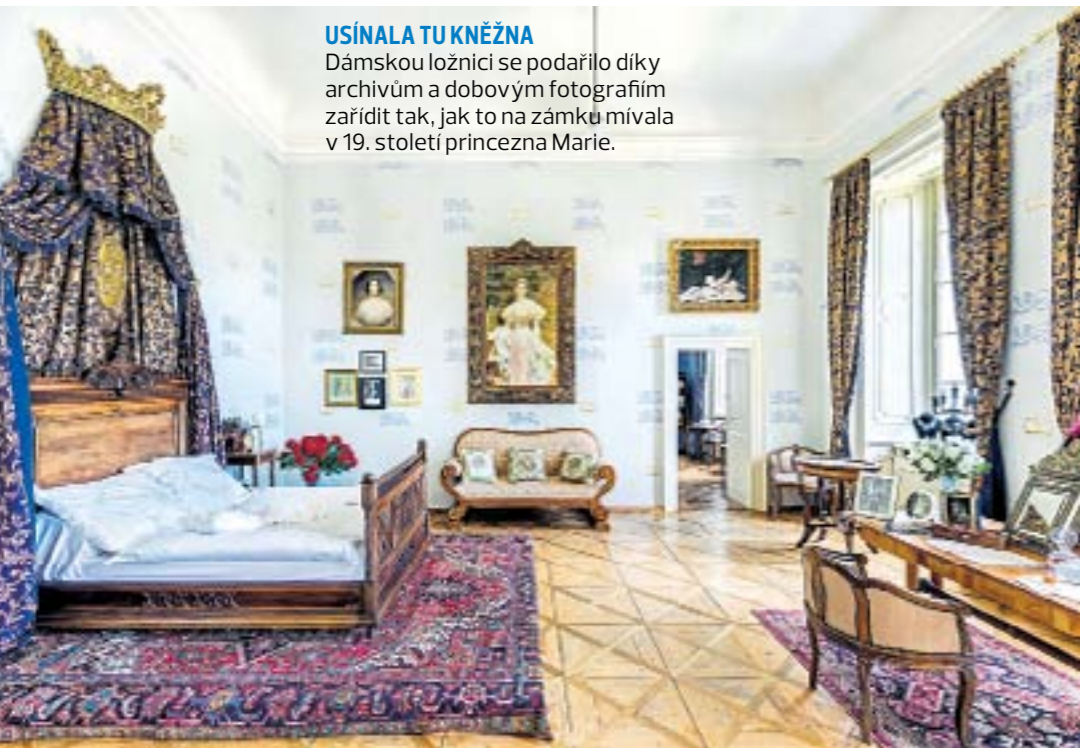 USÍNALA TU KNĚŽNA
Dámskou ložnici se podařilo díky
archivům a dobovým fotografiím
zařídit tak, jak to na zámku mívala
v 19. století princezna Marie.